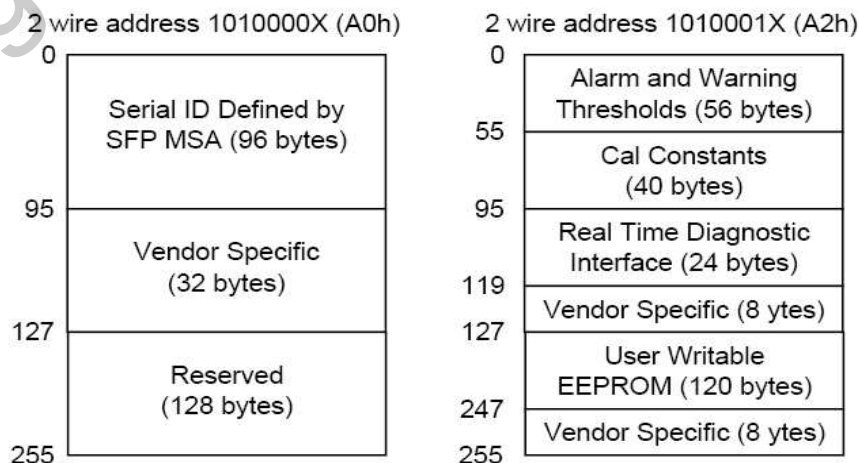 2 wire address 1010000X (A0h)
0
Serial ID Defined by
SFP MSA (96 bytes)
95
Vendor Specific
(32 bytes)
127
Reserved
(128 bytes)
255
2 wire address 1010001X (A2h)
0
Alarm and Warning
Thresholds (56 bytes)
55
Cal Constants
(40 bytes)
95
Real Time Diagnostic
Interface (24 bytes)
119
Vendor Specific (8 ytes)
127
User Writable
EEPROM (120 bytes)
247
Vendor Specific (8 ytes)
255